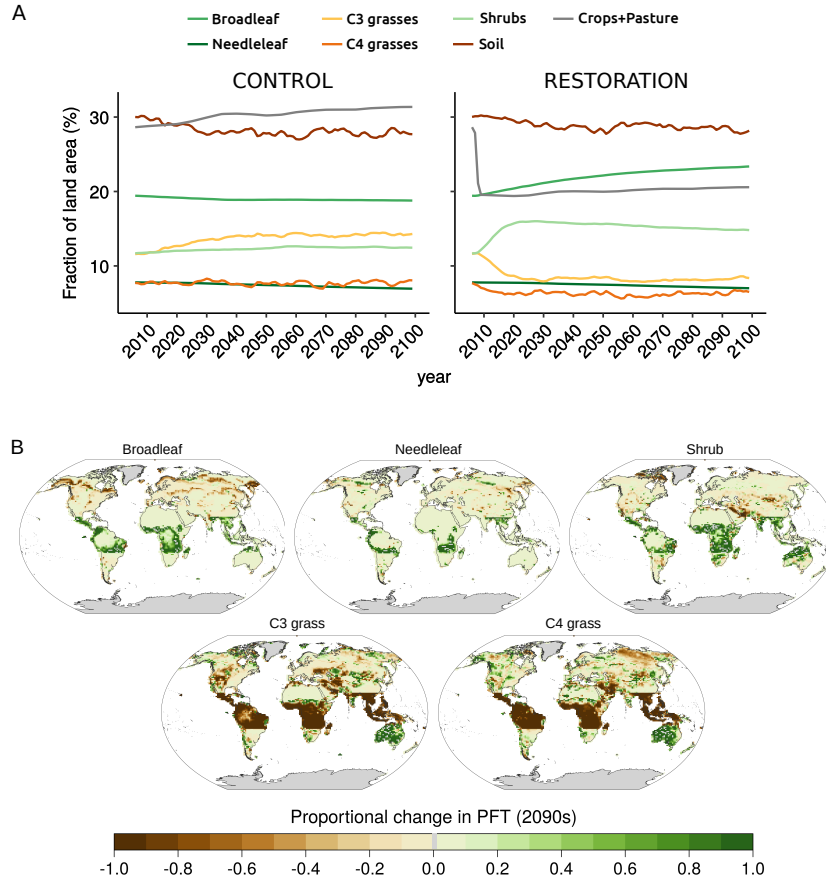 A
Broadleaf C3 grasses Shrubs Crops+Pasture
Needleleaf C4 grasses Soil
CONTROL RESTORATION
Fraction of land area (%)
30
20
10
2010 2020 2030 2040 2050 2060 2070 2080 2090 2100 2010 2020 2030 2040 2050 2060 2070 2080 2090 2100
year
B
Broadleaf Needleleaf Shrub
C3 grass C4 grass
Proportional change in PFT (2090s)
-1.0 -0.8 -0.6 -0.4 -0.2 0.0 0.2 0.4 0.6 0.8 1.0